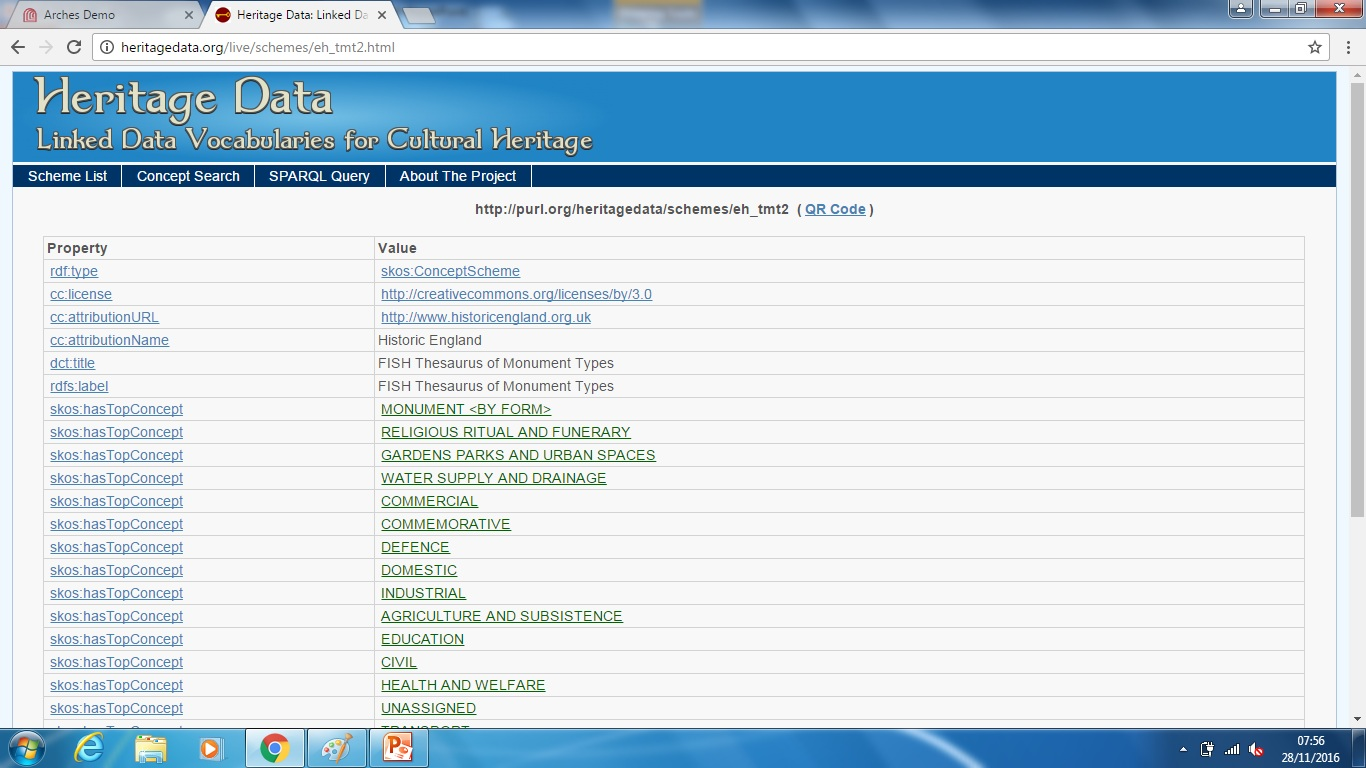 Arches Demo
Heritage Data: Linked Da
heritagedata.org/live/schemes/eh_tmt2.html
Heritage Data
Linked Data Vocabularies for Cultural Heritage
Scheme List Concept Search SPARQL Query About The Project
http://purl.org/heritagedata/schemes/eh_tmt2 ( QR Code )
Property Value
rdf:type skos:ConceptScheme
cc:license http://creativecommons.org/licenses/by/3.0
cc:attributionURL http://www.historicengland.org.uk
cc:attributionName Historic England
dct:title FISH Thesaurus of Monument Types
rdfs:label FISH Thesaurus of Monument Types
skos:hasTopConcept MONUMENT <BY FORM>
skos:hasTopConcept RELIGIOUS RITUAL AND FUNERARY
skos:hasTopConcept GARDENS PARKS AND URBAN SPACES
skos:hasTopConcept WATER SUPPLY AND DRAINAGE
skos:hasTopConcept COMMERCIAL
skos:hasTopConcept COMMEMORATIVE
skos:hasTopConcept DEFENCE
skos:hasTopConcept DOMESTIC
skos:hasTopConcept INDUSTRIAL
skos:hasTopConcept AGRICULTURE AND SUBSISTENCE
skos:hasTopConcept EDUCATION
skos:hasTopConcept CIVIL
skos:hasTopConcept HEALTH AND WELFARE
skos:hasTopConcept UNASSIGNED
skos:hasTopConcept TRANSPORT
07:56
28/11/2016